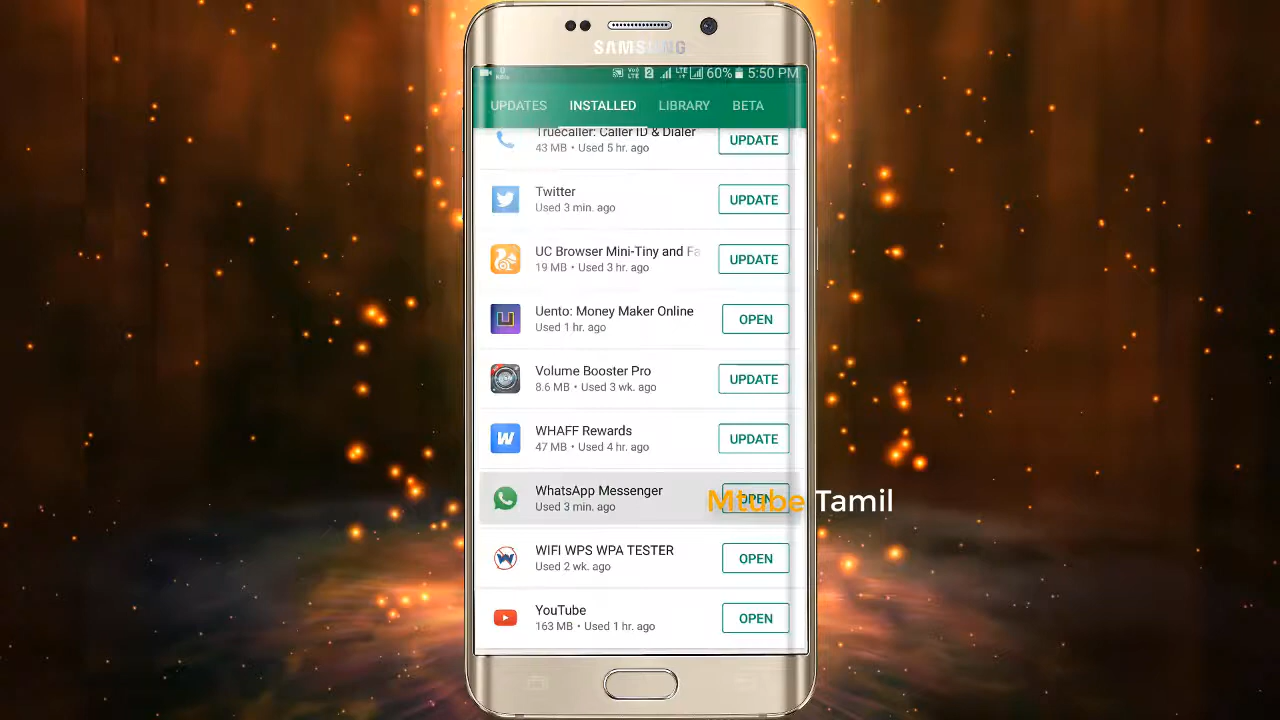 SAMSUNG
60% 5:50 PM
UPDATES INSTALLED LIBRARY BETA
Truecaller: Caller ID & Dialer
43 MB • Used 5 hr. ago
UPDATE
Twitter
Used 3 min. ago
UPDATE
UC Browser Mini-Tiny and Fa
19 MB • Used 3 hr. ago
UPDATE
Uento: Money Maker Online
Used 1 hr. ago
OPEN
Volume Booster Pro
8.6 MB • Used 3 wk. ago
UPDATE
WHAFF Rewards
47 MB • Used 4 hr. ago
UPDATE
WhatsApp Messenger
Used 3 min. ago
OPEN
Mtube Tamil
WIFI WPS WPA TESTER
Used 2 wk. ago
OPEN
YouTube
163 MB • Used 1 hr. ago
OPEN